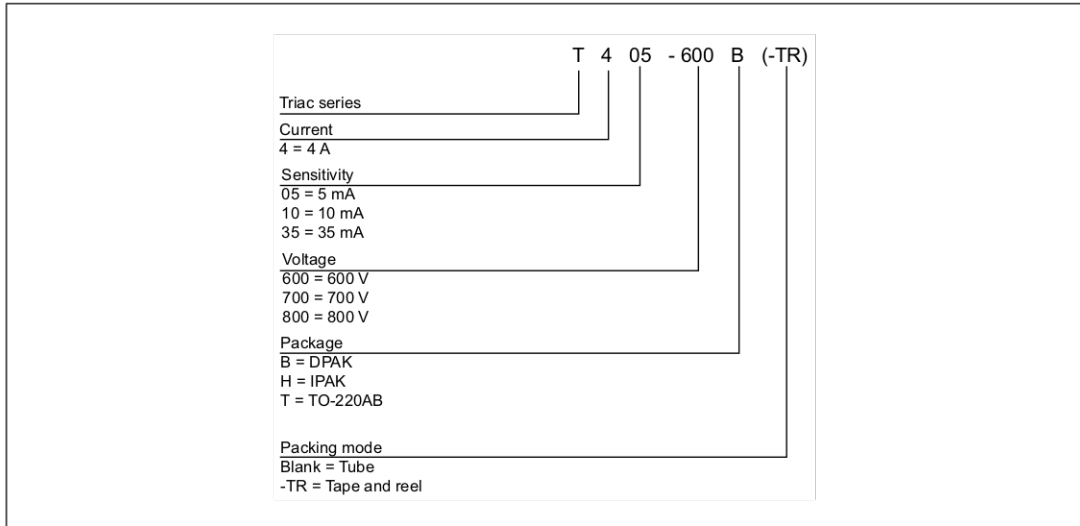 T 4 05 - 600 B (-TR)
Triac series
Current
4 = 4 A
Sensitivity
05 = 5 mA
10 = 10 mA
35 = 35 mA
Voltage
600 = 600 V
700 = 700 V
800 = 800 V
Package
B = DPAK
H = IPAK
T = TO-220AB
Packing mode
Blank = Tube
-TR = Tape and reel